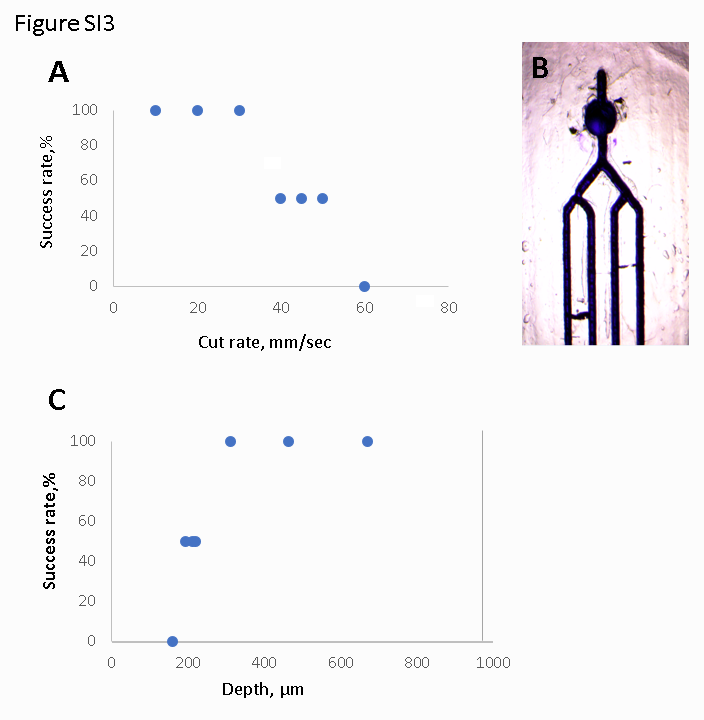 Figure SI3
A
B
Success rate,%
100
80
60
40
20
0
0 20 40 60 80
Cut rate, mm/sec
C
Success rate,%
100
80
60
40
20
0
0 200 400 600 800 1000
Depth, μm